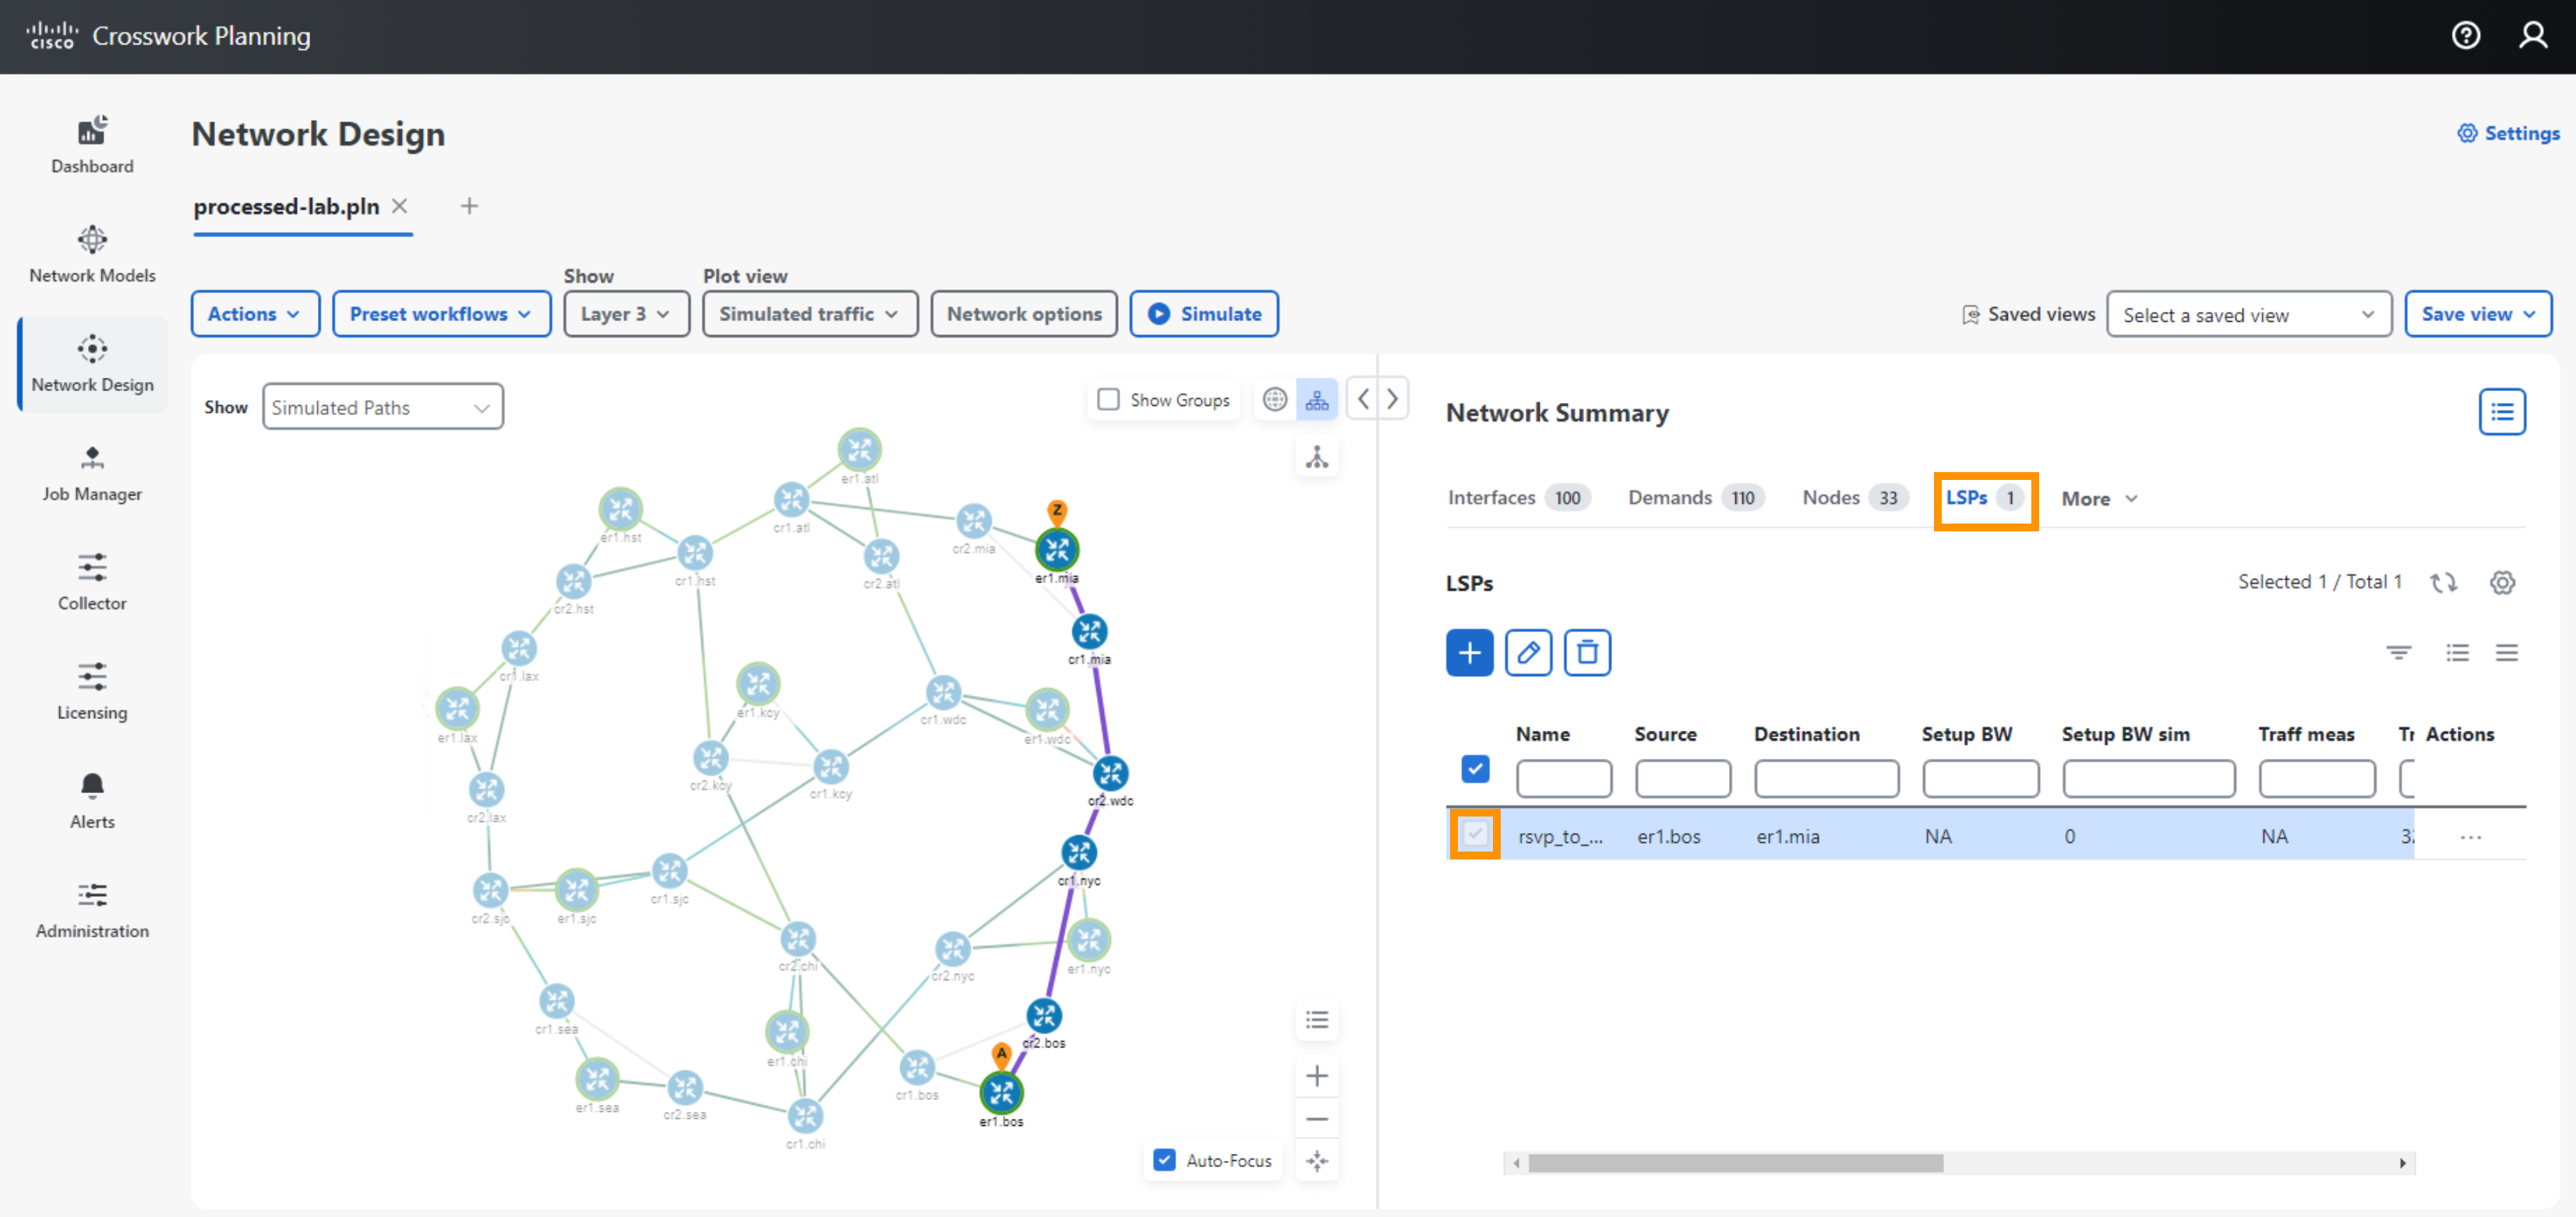 cisco Crosswork Planning
Dashboard
Network Models
Network Design
Job Manager
Collector
Licensing
Alerts
Administration
Network Design
Settings
processed-lab.pln
Show
Plot view
Actions
Preset workflows
Layer 3
Simulated traffic
Network options
Simulate
Saved views
Select a saved view
Save view
Show
Simulated Paths
Show Groups
er1.atl
er1.hst
cr1.atl
Z
cr2.mia
cr1.hst
cr2.atl
er1.mia
cr2.hst
cr1.lax
cr1.mia
er1.kcy
cr1.wdc
er1.lax
er1.wdc
cr2.kcy
cr1.kcy
cr2.wdc
cr2.lax
cr1.nyc
cr1.sjc
cr2.sjc
er1.sjc
cr2.chi
cr2.nyc
er1.nyc
cr1.sea
cr2.bos
er1.chi
A
cr1.bos
er1.sea
cr2.sea
er1.bos
cr1.chi
Auto-Focus
Network Summary
Interfaces 100
Demands 110
Nodes 33
LSPs 1
More
LSPs
Selected 1 / Total 1
Name Source Destination Setup BW Setup BW sim Traff meas Tr Actions
rsvp_to_... er1.bos er1.mia NA 0 NA 32 ...